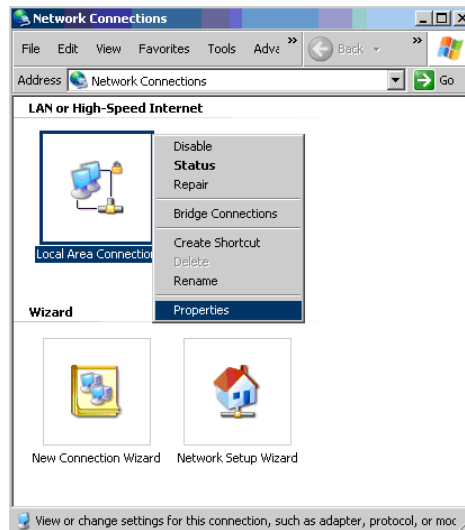 Network Connections
File Edit View Favorites Tools Adva » Back »
Address Network Connections Go
LAN or High-Speed Internet
Disable
Status
Repair
Bridge Connections
Create Shortcut
Delete
Rename
Properties
Local Area Connection
Wizard
New Connection Wizard Network Setup Wizard
View or change settings for this connection, such as adapter, protocol, or moc